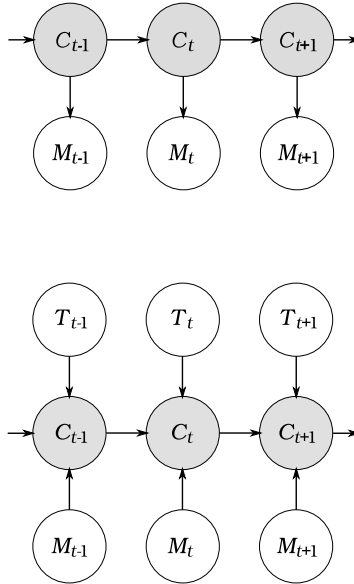 C_{t-1} C_t C_{t+1}
M_{t-1} M_t M_{t+1}
T_{t-1} T_t T_{t+1}
C_{t-1} C_t C_{t+1}
M_{t-1} M_t M_{t+1}